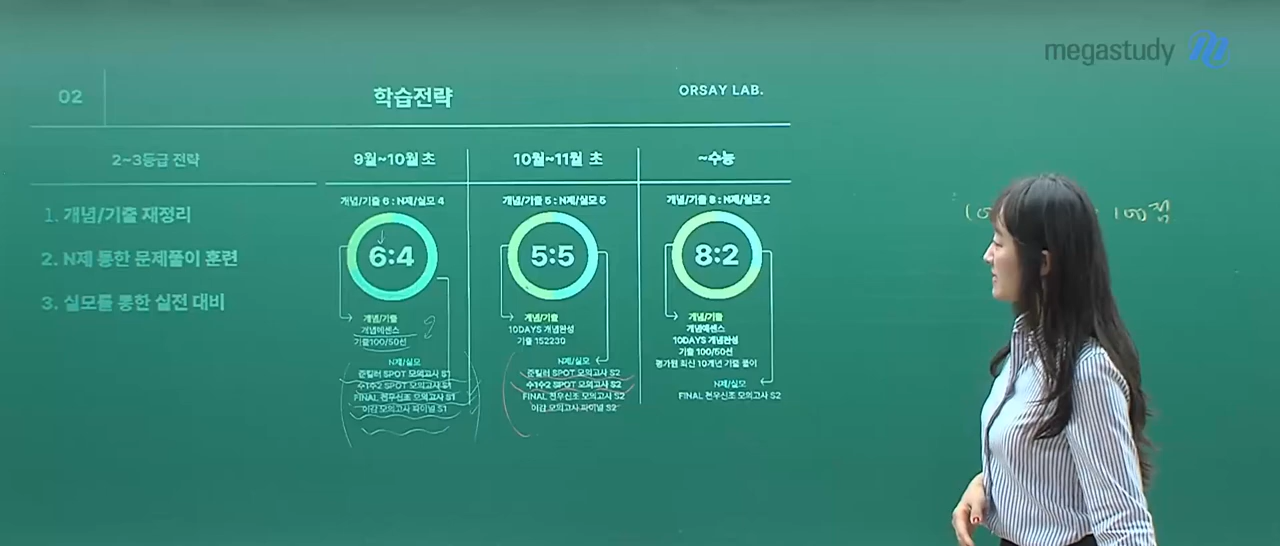 megastudy
02
학습전략
ORSAY LAB.
2~3등급 전략
9월~10월 초
10월~11월 초
~수능
1. 개념/기출 재정리
2. N제 통한 문제풀이 훈련
3. 실모를 통한 실전 대비
개념/기출 6 : N제/실모 4
6:4
개념/기출
개념에센스
기출100/50선
N제/실모
준킬러 SPOT 모의고사 S1
수1수2 SPOT 모의고사 S1
FINAL 전우신조 모의고사 S1
이감 모의고사 파이널 S1
개념/기출 5 : N제/실모 5
5:5
개념/기출
10DAYS 개념완성
기출 152230
N제/실모
준킬러 SPOT 모의고사 S2
수1수2 SPOT 모의고사 S2
FINAL 전우신조 모의고사 S2
이감 모의고사 파이널 S2
개념/기출 8 : N제/실모 2
8:2
개념/기출
개념에센스
10DAYS 개념완성
기출 100/50선
평가원 최신 10개년 기출 풀이
N제/실모
FINAL 전우신조 모의고사 S2
100점